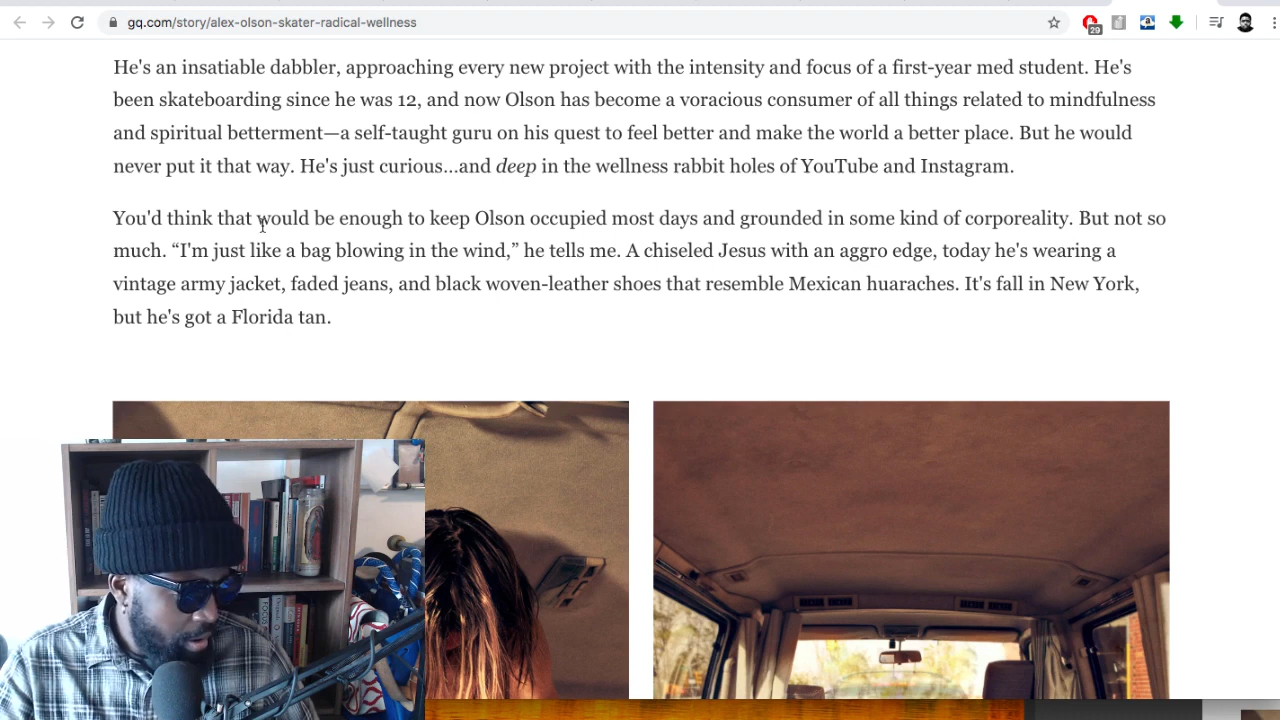 gq.com/story/alex-olson-skater-radical-wellness
29
He's an insatiable dabbler, approaching every new project with the intensity and focus of a first-year med student. He's
been skateboarding since he was 12, and now Olson has become a voracious consumer of all things related to mindfulness
and spiritual betterment—a self-taught guru on his quest to feel better and make the world a better place. But he would
never put it that way. He's just curious...and deep in the wellness rabbit holes of YouTube and Instagram.
You'd think that would be enough to keep Olson occupied most days and grounded in some kind of corporeality. But not so
much. “I'm just like a bag blowing in the wind,” he tells me. A chiseled Jesus with an aggro edge, today he's wearing a
vintage army jacket, faded jeans, and black woven-leather shoes that resemble Mexican huaraches. It's fall in New York,
but he's got a Florida tan.